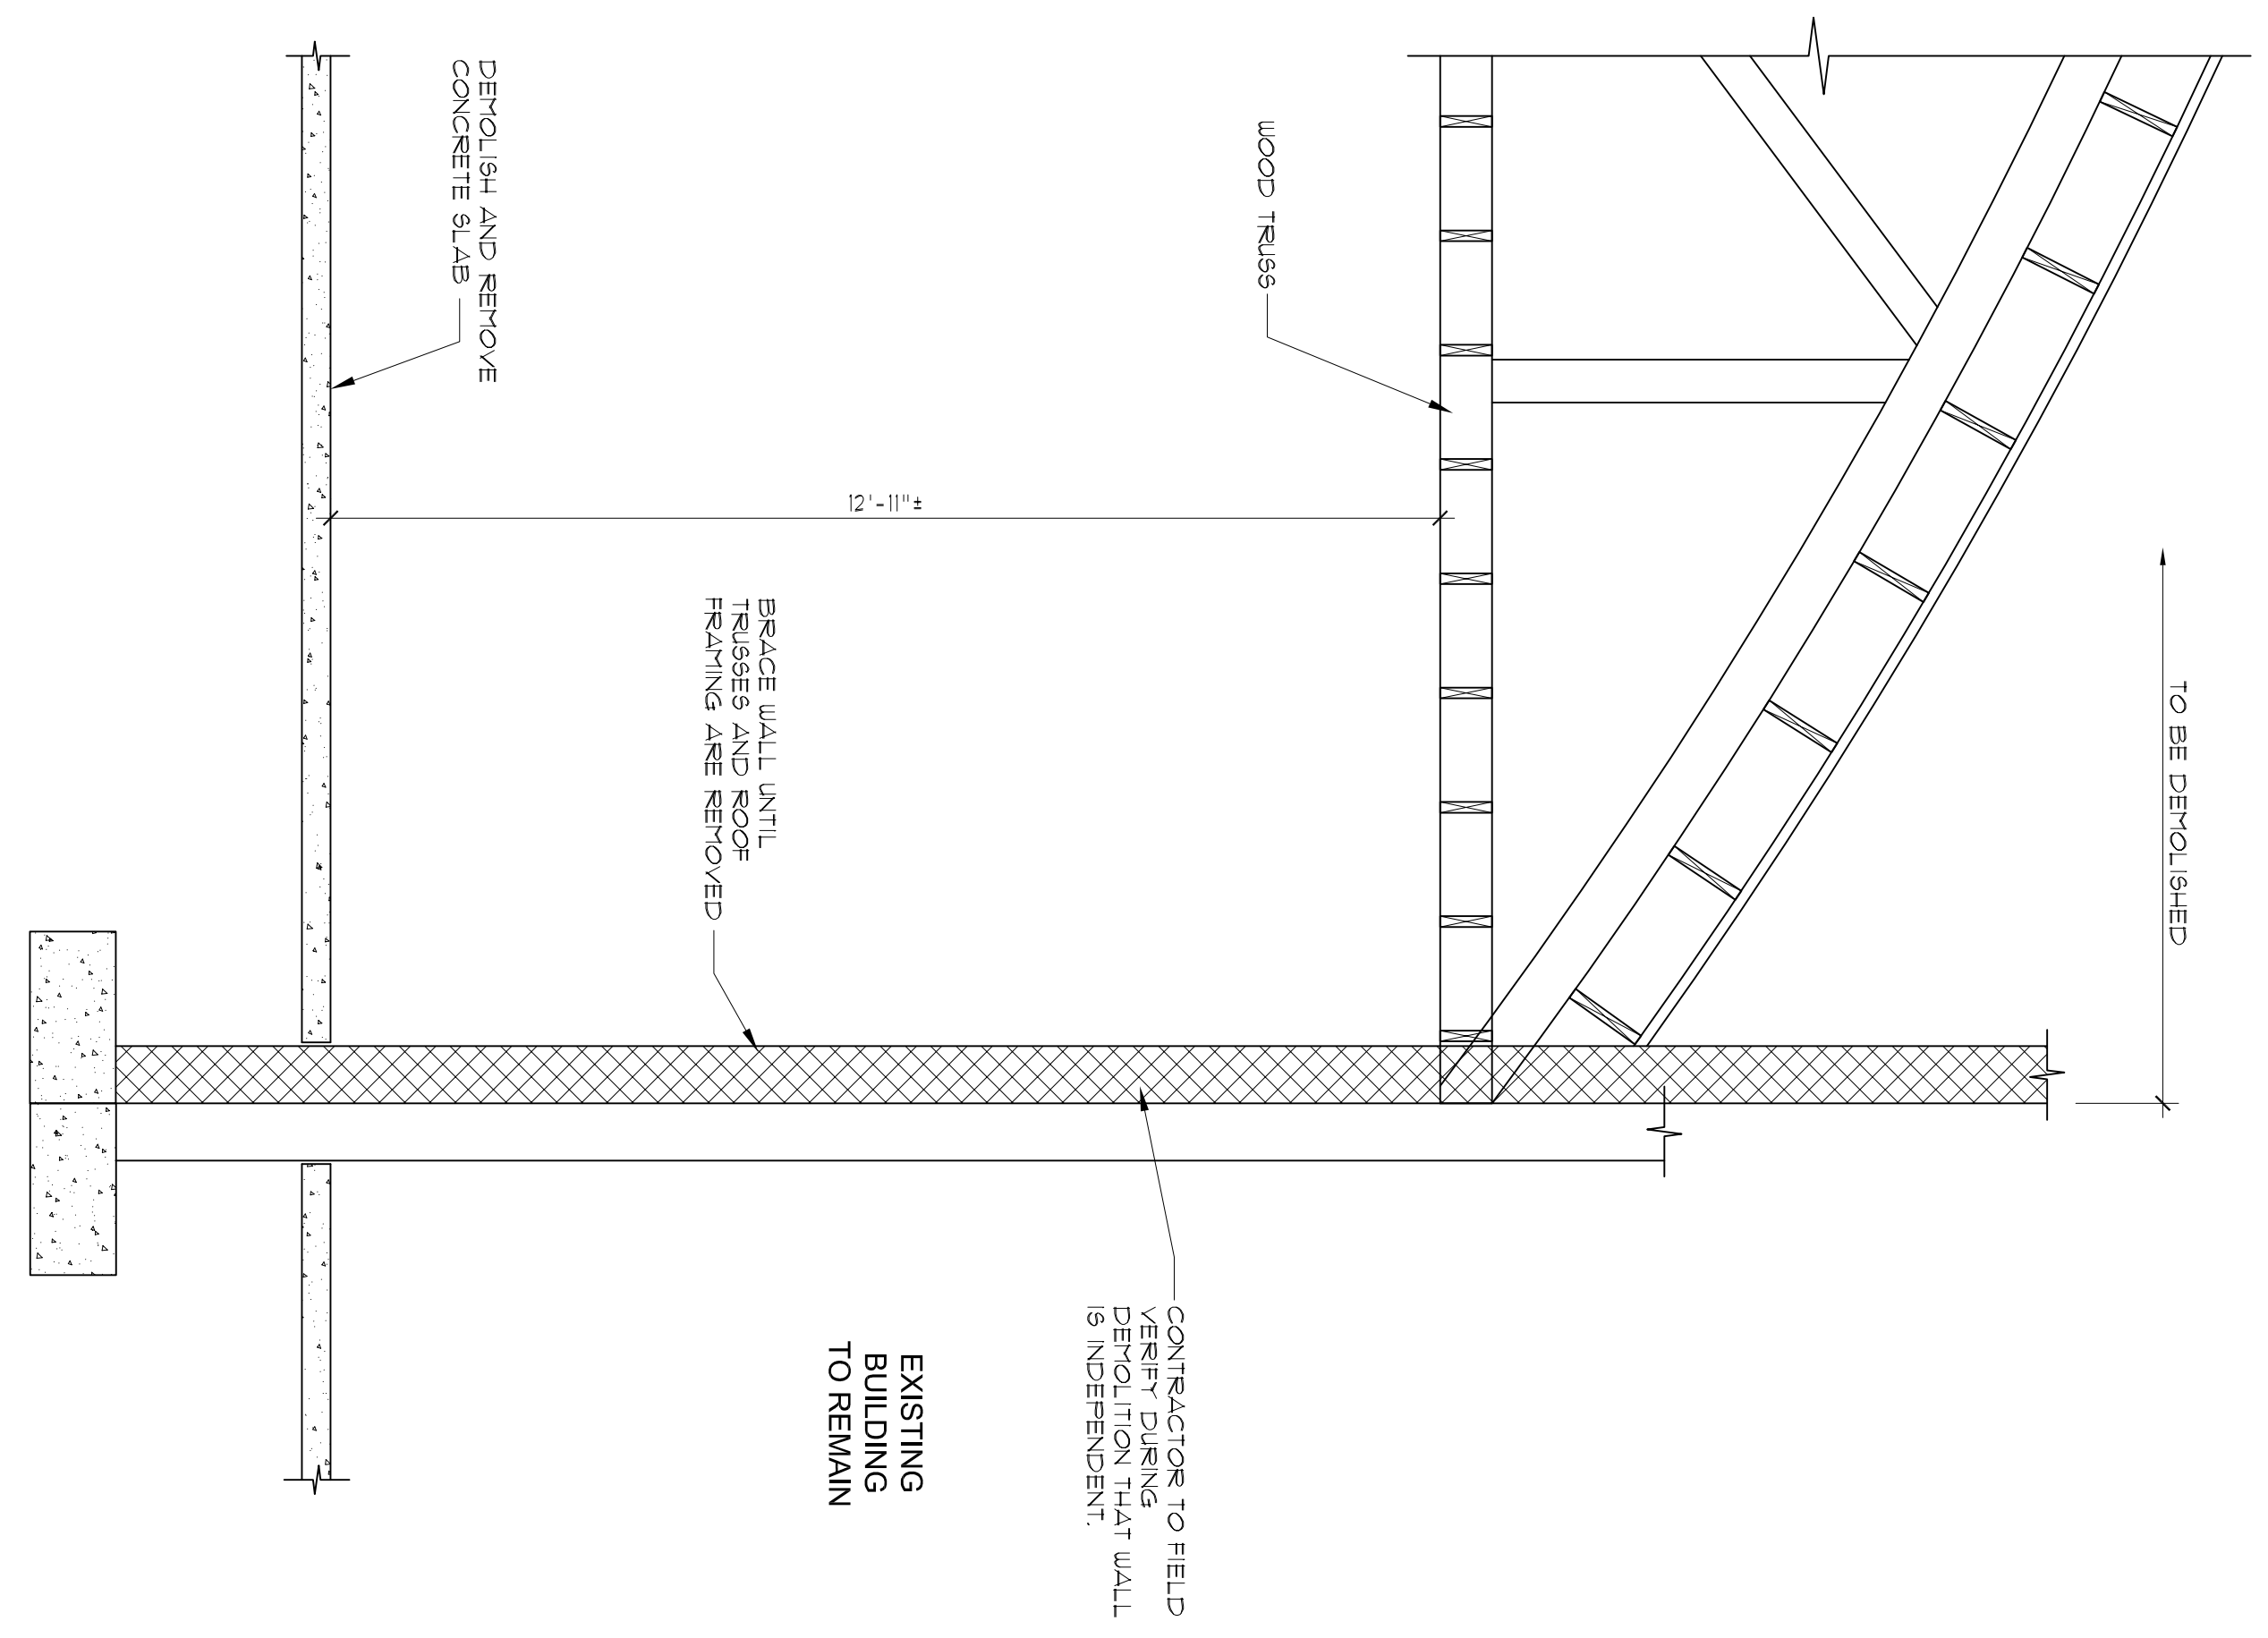 TO BE DEMOLISHED
WOOD TRUSS
12'-11"±
BRACE WALL UNTIL
TRUSSES AND ROOF
FRAMING ARE REMOVED
DEMOLISH AND REMOVE
CONCRETE SLAB
CONTRACTOR TO FIELD
VERIFY DURING
DEMOLITION THAT WALL
IS INDEPENDENT.
EXISTING
BUILDING
TO REMAIN